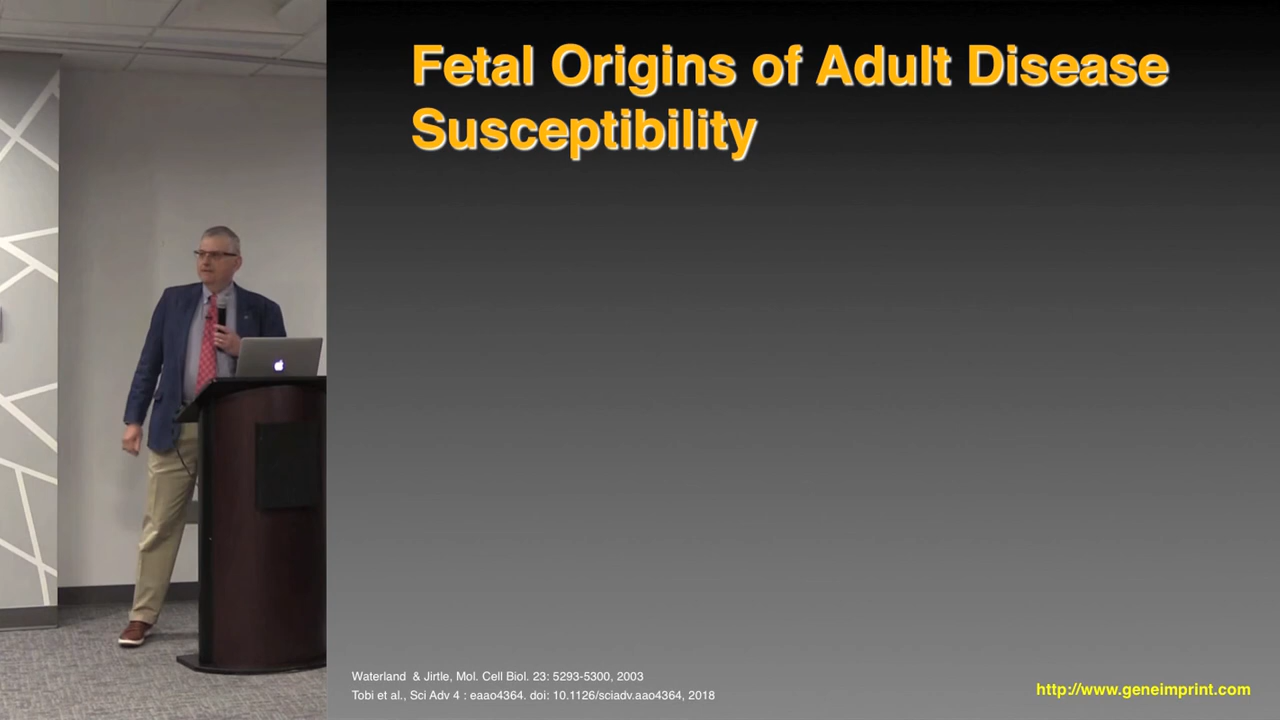 Fetal Origins of Adult Disease
Susceptibility
Waterland & Jirtle, Mol. Cell Biol. 23: 5293-5300, 2003
Tobi et al., Sci Adv 4 : eaao4364. doi: 10.1126/sciadv.aao4364, 2018
http://www.geneimprint.com